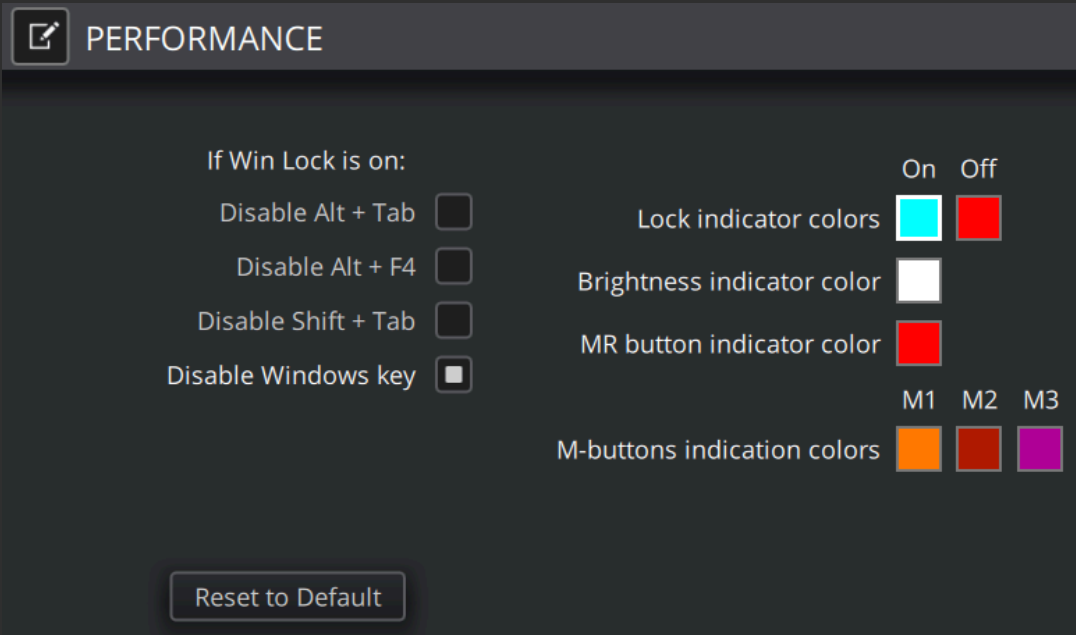 PERFORMANCE
If Win Lock is on:
Disable Alt + Tab
Disable Alt + F4
Disable Shift + Tab
Disable Windows key
Reset to Default
On Off
Lock indicator colors
Brightness indicator color
MR button indicator color
M1 M2 M3
M-buttons indication colors